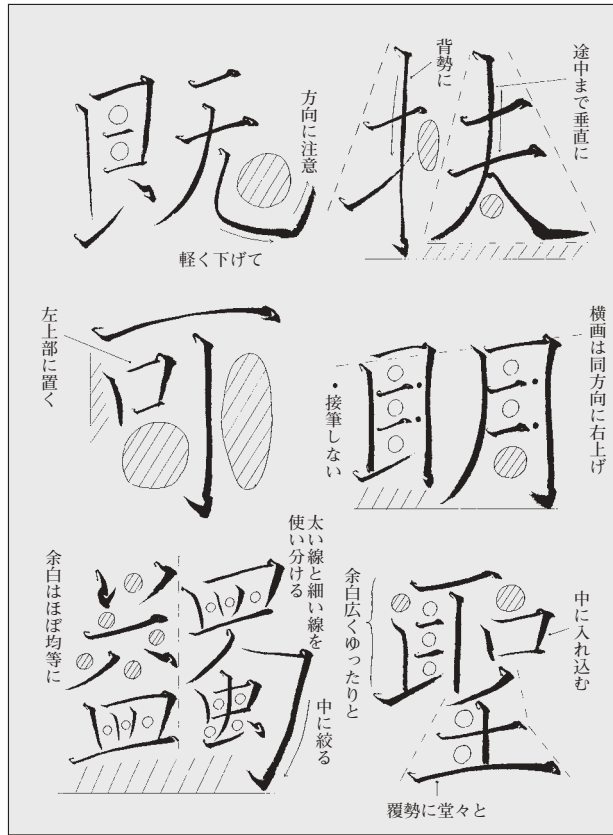 扶
途中まで垂直に
背勢に
明
横画は同方向に右上げ
・接筆しない
聖
中に入れ込む
余白広くゆったりと
覆勢に堂々と
既
方向に注意
軽く下げて
可
左上部に置く
蠲
太い線と細い線を
使い分ける
中に絞る
余白はほぼ均等に